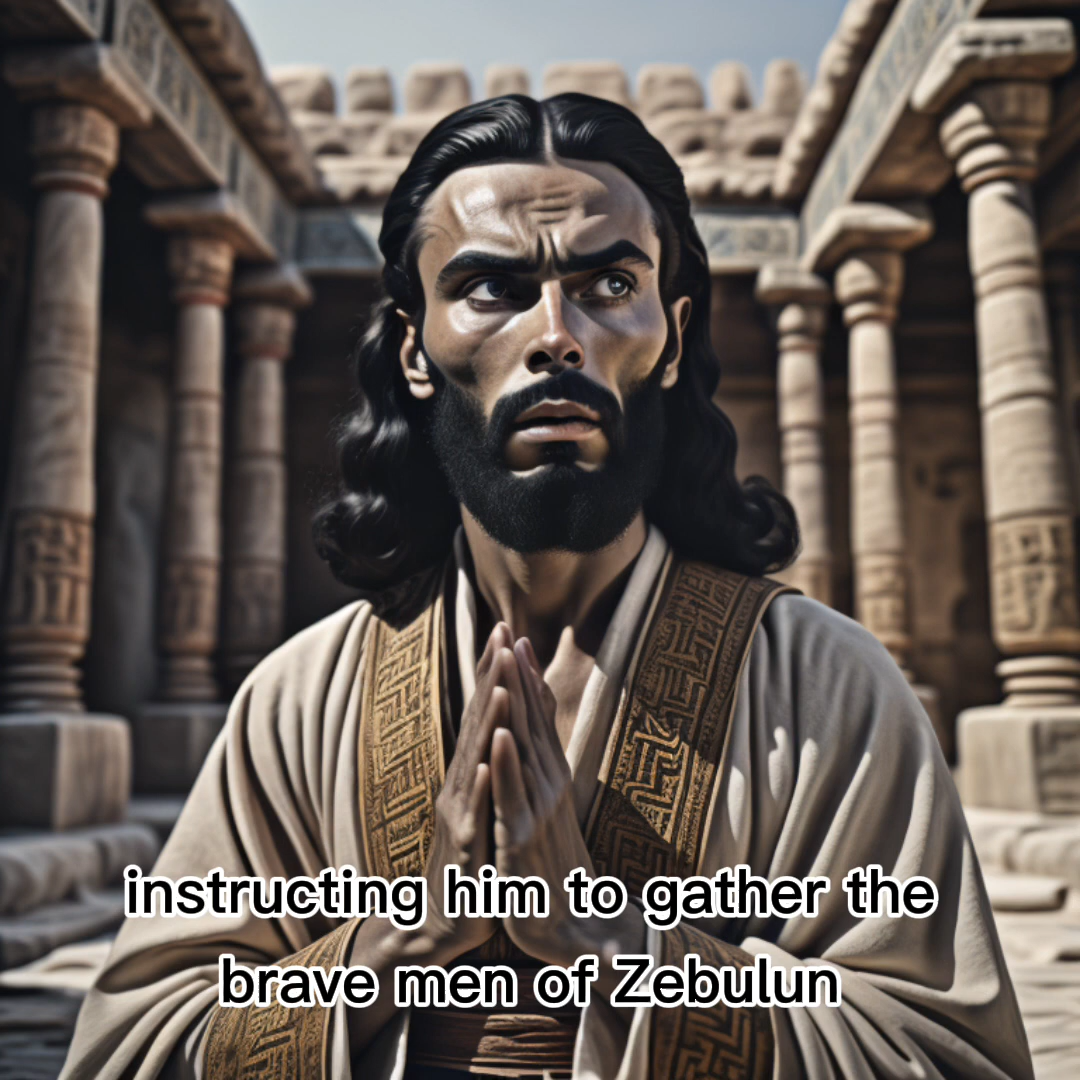 instructing him to gather the
brave men of Zebulun